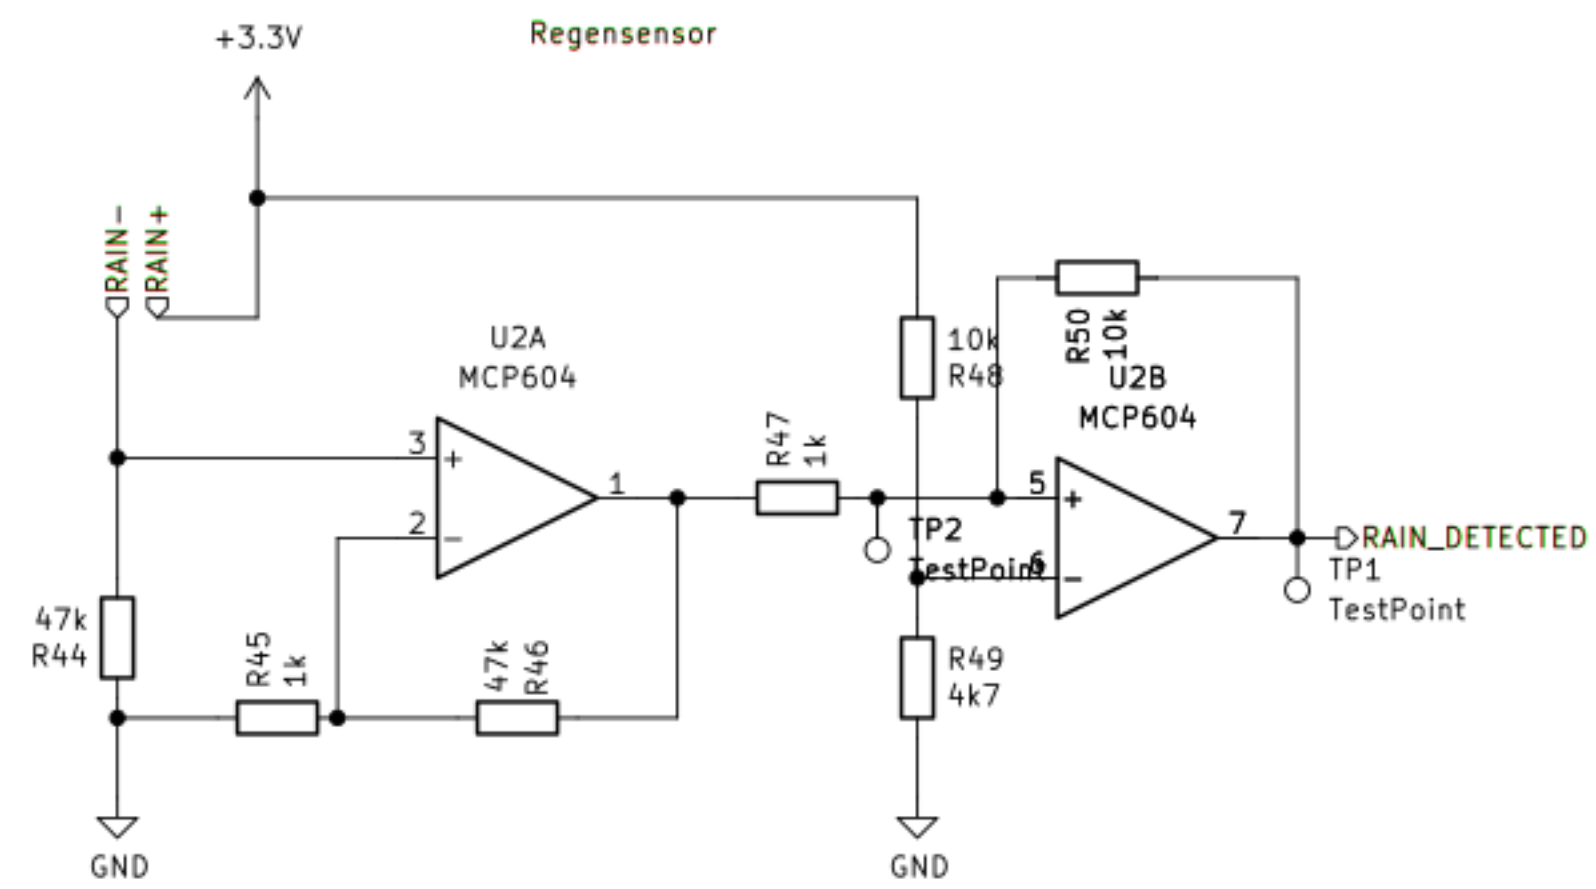 Regensensor
+3.3V
RAIN-
RAIN+
U2A
MCP604
3
+
2
-
1
47k
R44
R45
1k
47k
R46
GND
R47
1k
10k
R48
R50
10k
U2B
MCP604
5
+
6
-
7
TP2
TestPoint
RAIN_DETECTED
TP1
TestPoint
R49
4k7
GND